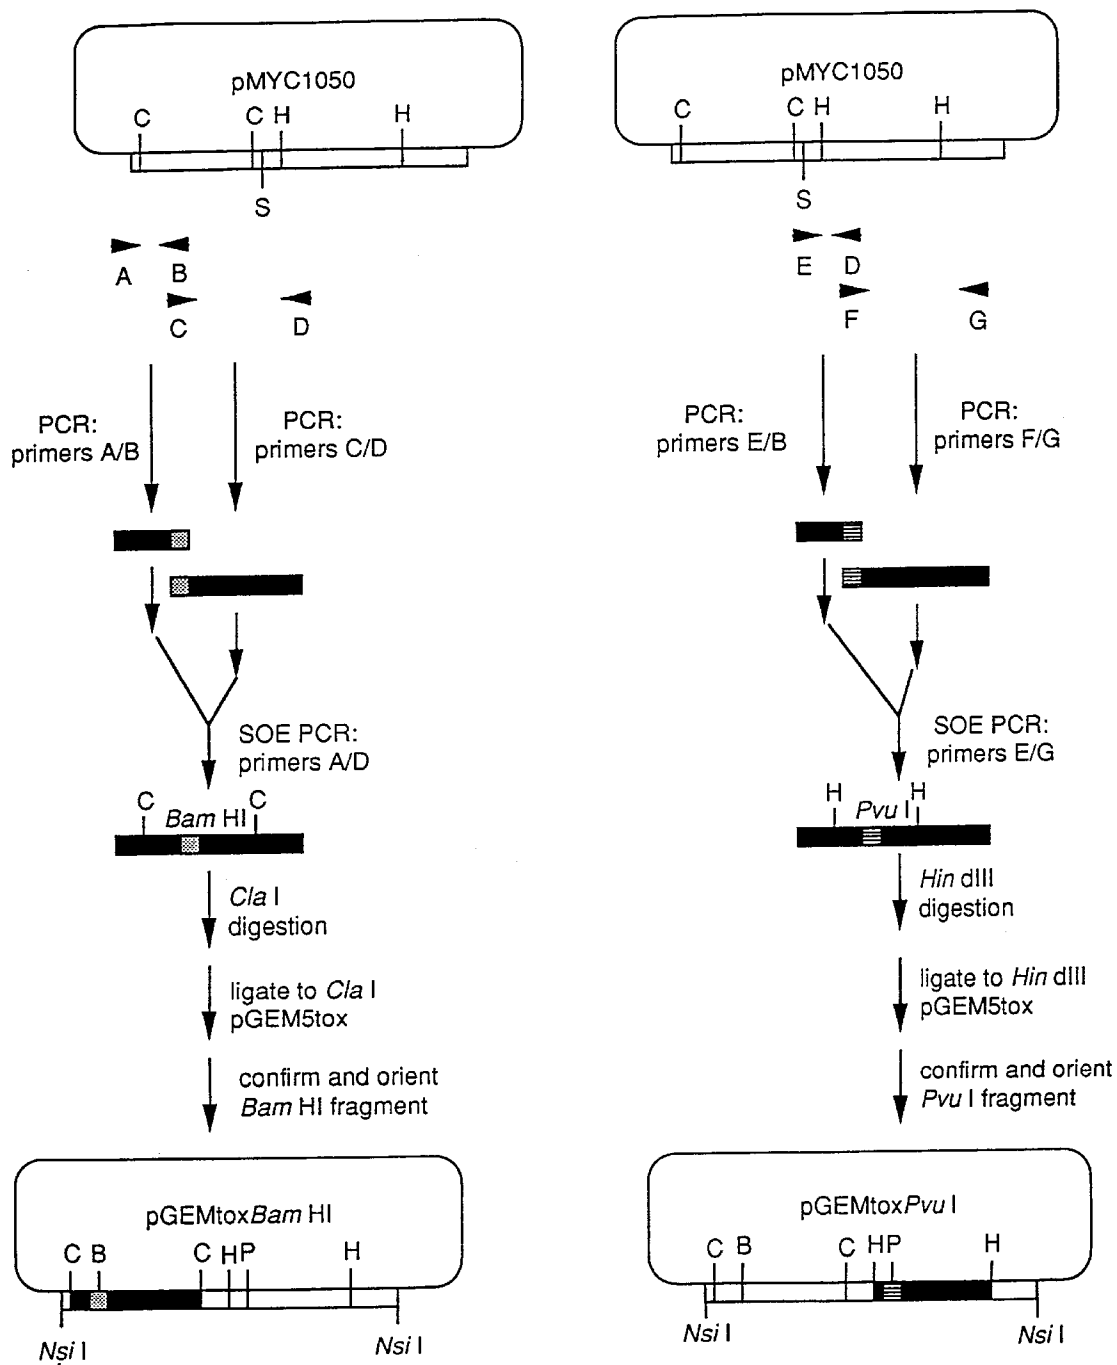 pMYC1050
C C H H
S
A B
C D
PCR:
primers A/B
PCR:
primers C/D
SOE PCR:
primers A/D
C C
Bam HI
Cla I
digestion
ligate to Cla I
pGEM5tox
confirm and orient
Bam HI fragment
pGEMtoxBam HI
C B C H P H
Nsi I Nsi I
pMYC1050
C C H H
S
E D
F G
PCR:
primers E/B
PCR:
primers F/G
SOE PCR:
primers E/G
H H
Pvu I
Hin dIII
digestion
ligate to Hin dIII
pGEM5tox
confirm and orient
Pvu I fragment
pGEMtoxPvu I
C B C H P H
Nsi I Nsi I